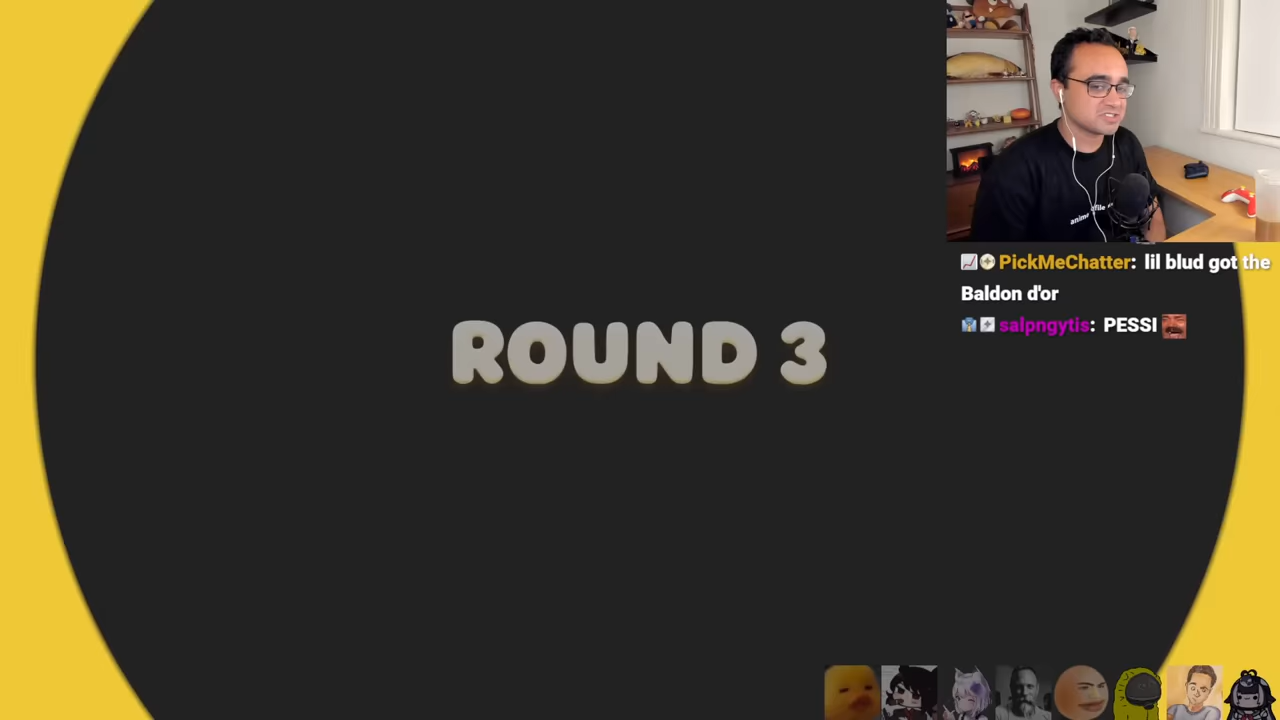 ROUND 3
PickMeChatter: lil blud got the
Baldon d'or
salpngytis: PESSI